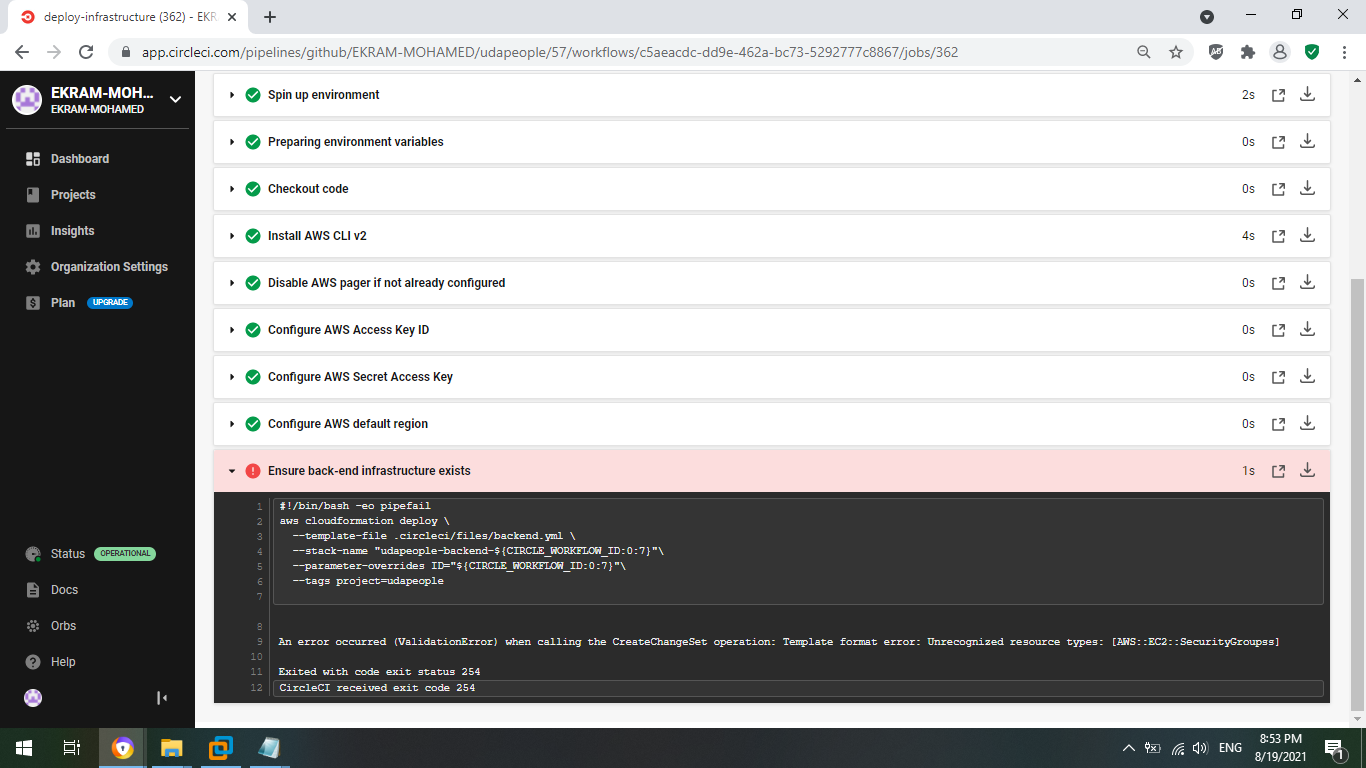 deploy-infrastructure (362) - EKR
app.circleci.com/pipelines/github/EKRAM-MOHAMED/udapeople/57/workflows/c5aeacdc-dd9e-462a-bc73-5292777c8867/jobs/362
EKRAM-MOH...
EKRAM-MOHAMED
Dashboard
Projects
Insights
Organization Settings
Plan UPGRADE
Status OPERATIONAL
Docs
Orbs
Help
Spin up environment 2s
Preparing environment variables 0s
Checkout code 0s
Install AWS CLI v2 4s
Disable AWS pager if not already configured 0s
Configure AWS Access Key ID 0s
Configure AWS Secret Access Key 0s
Configure AWS default region 0s
Ensure back-end infrastructure exists 1s
1 #!/bin/bash -eo pipefail
2 aws cloudformation deploy \
3 --template-file .circleci/files/backend.yml \
4 --stack-name "udapeople-backend-${CIRCLE_WORKFLOW_ID:0:7}"\
5 --parameter-overrides ID="${CIRCLE_WORKFLOW_ID:0:7}"\
6 --tags project=udapeople
7
8
9 An error occurred (ValidationError) when calling the CreateChangeSet operation: Template format error: Unrecognized resource types: [AWS::EC2::SecurityGroupss]
10
11 Exited with code exit status 254
12 CircleCI received exit code 254
ENG
8:53 PM
8/19/2021
1